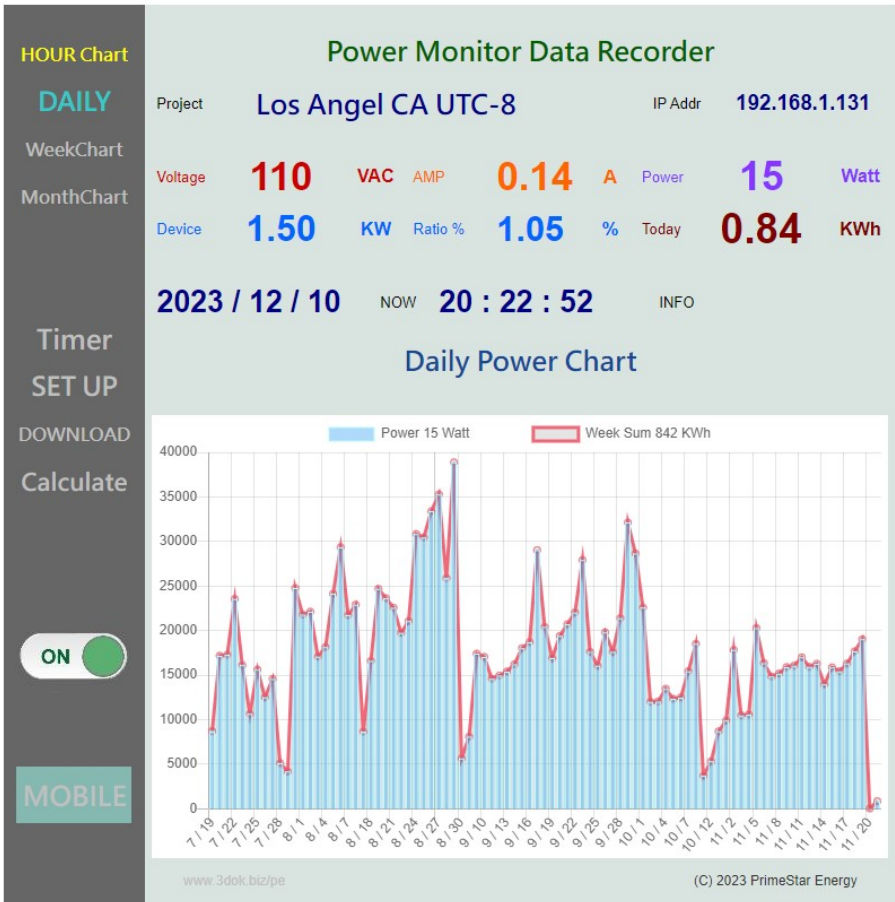 HOUR Chart
DAILY
WeekChart
MonthChart
Timer
SET UP
DOWNLOAD
Calculate
ON
MOBILE
Power Monitor Data Recorder
Project Los Angel CA UTC-8 IP Addr 192.168.1.131
Voltage 110 VAC AMP 0.14 A Power 15 Watt
Device 1.50 KW Ratio % 1.05 % Today 0.84 KWh
2023 / 12 / 10 NOW 20 : 22 : 52 INFO
Daily Power Chart
Power 15 Watt Week Sum 842 KWh
40000
35000
30000
25000
20000
15000
10000
5000
0
7 / 19 7 / 22 7 / 25 7 / 28 8 / 1 8 / 4 8 / 7 8 / 18 8 / 21 8 / 24 8 / 27 8 / 30 9 / 10 9 / 13 9 / 16 9 / 19 9 / 22 9 / 25 9 / 28 10 / 1 10 / 4 10 / 7 10 / 12 11 / 2 11 / 5 11 / 8 11 / 11 11 / 14 11 / 17 11 / 20
www.3dok.biz/pe (C) 2023 PrimeStar Energy